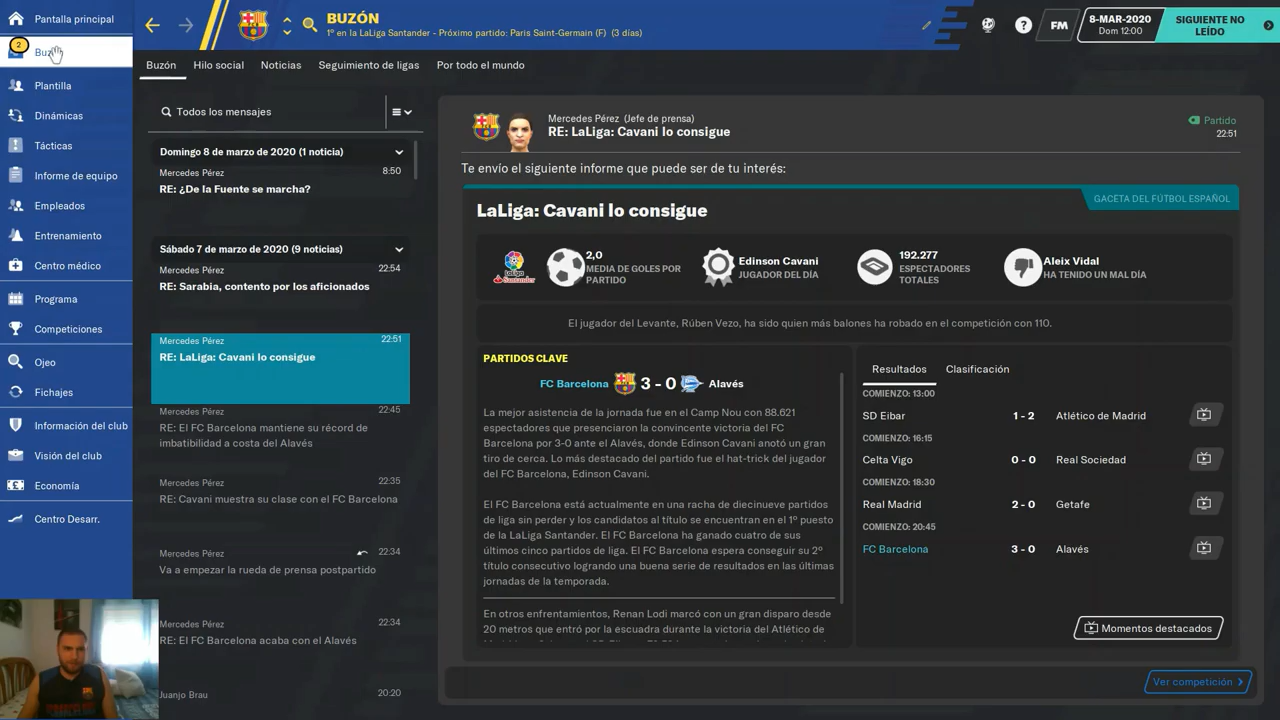 Pantalla principal
2
Buzón
Plantilla
Dinámicas
Tácticas
Informe de equipo
Empleados
Entrenamiento
Centro médico
Programa
Competiciones
Ojeo
Fichajes
Información del club
Visión del club
Economía
Centro Desarr.
BUZÓN
1º en la LaLiga Santander - Próximo partido: Paris Saint-Germain (F) (3 días)
?
FM
8-MAR-2020
Dom 12:00
SIGUIENTE NO
LEÍDO
Buzón
Hilo social
Noticias
Seguimiento de ligas
Por todo el mundo
Todos los mensajes
Domingo 8 de marzo de 2020 (1 noticia)
Mercedes Pérez 8:50
RE: ¿De la Fuente se marcha?
Sábado 7 de marzo de 2020 (9 noticias)
Mercedes Pérez 22:54
RE: Sarabia, contento por los aficionados
Mercedes Pérez 22:51
RE: LaLiga: Cavani lo consigue
Mercedes Pérez 22:45
RE: El FC Barcelona mantiene su récord de
imbatibilidad a costa del Alavés
Mercedes Pérez 22:35
RE: Cavani muestra su clase con el FC Barcelona
Mercedes Pérez 22:34
Va a empezar la rueda de prensa postpartido
Mercedes Pérez 22:34
RE: El FC Barcelona acaba con el Alavés
Juanjo Brau 20:20
Mercedes Pérez (Jefe de prensa)
RE: LaLiga: Cavani lo consigue
Partido
22:51
Te envío el siguiente informe que puede ser de tu interés:
GACETA DEL FÚTBOL ESPAÑOL
LaLiga: Cavani lo consigue
LaLiga
Santander
2,0
MEDIA DE GOLES POR
PARTIDO
Edinson Cavani
JUGADOR DEL DÍA
192.277
ESPECTADORES
TOTALES
Aleix Vidal
HA TENIDO UN MAL DÍA
El jugador del Levante, Rúben Vezo, ha sido quien más balones ha robado en el competición con 110.
PARTIDOS CLAVE
FC Barcelona 3 - 0 Alavés
La mejor asistencia de la jornada fue en el Camp Nou con 88.621
espectadores que presenciaron la convincente victoria del FC
Barcelona por 3-0 ante el Alavés, donde Edinson Cavani anotó un gran
tiro de cerca. Lo más destacado del partido fue el hat-trick del jugador
del FC Barcelona, Edinson Cavani.
El FC Barcelona está actualmente en una racha de diecinueve partidos
de liga sin perder y los candidatos al título se encuentran en el 1º puesto
de la LaLiga Santander. El FC Barcelona ha ganado cuatro de sus
últimos cinco partidos de liga. El FC Barcelona espera conseguir su 2º
título consecutivo logrando una buena serie de resultados en las últimas
jornadas de la temporada.
En otros enfrentamientos, Renan Lodi marcó con un gran disparo desde
20 metros que entró por la escuadra durante la victoria del Atlético de
Resultados
Clasificación
COMIENZO: 13:00
SD Eibar 1 - 2 Atlético de Madrid
COMIENZO: 16:15
Celta Vigo 0 - 0 Real Sociedad
COMIENZO: 18:30
Real Madrid 2 - 0 Getafe
COMIENZO: 20:45
FC Barcelona 3 - 0 Alavés
Momentos destacados
Ver competición